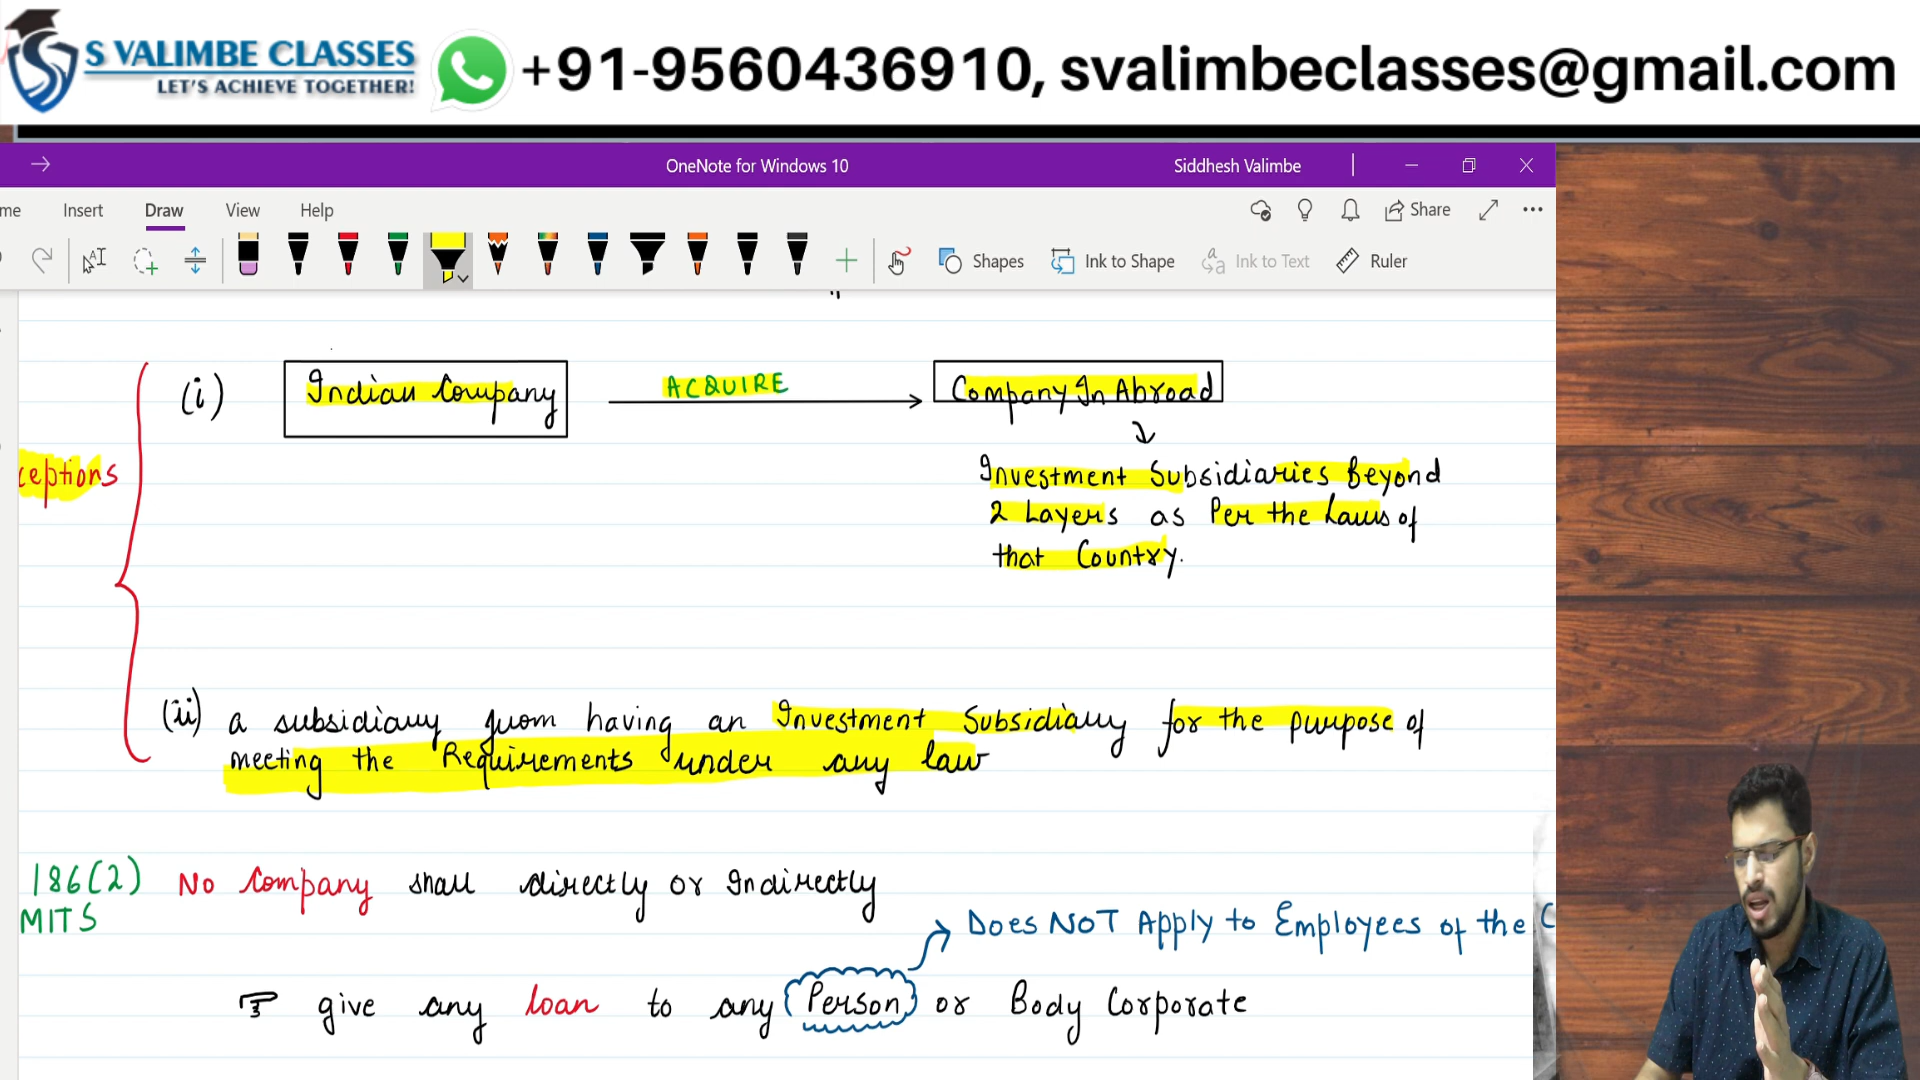 S VALIMBE CLASSES
LET'S ACHIEVE TOGETHER!
+91-9560436910, svalimbeclasses@gmail.com
OneNote for Windows 10
Siddhesh Valimbe
me Insert Draw View Help
Share
Shapes Ink to Shape Ink to Text Ruler
(i) Indian Company ACQUIRE Company In Abroad
ceptions
Investment Subsidiaries Beyond
2 Layers as Per the Laws of
that Country.
(ii) a subsidiary from having an Investment Subsidiary for the purpose of
meeting the Requirements under any law
186(2) No Company shall directly or Indirectly
MITS
Does NOT Apply to Employees of the C
give any loan to any Person or Body Corporate